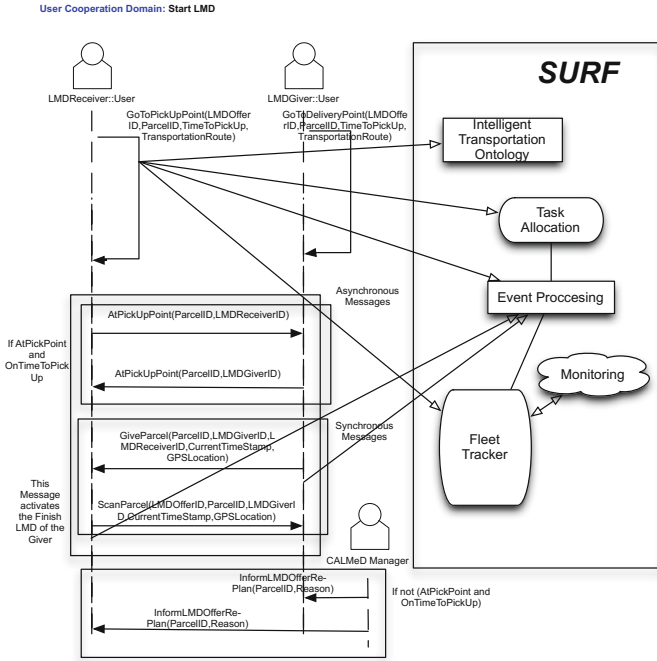 User Cooperation Domain: Start LMD
SURF
LMDReceiver::User
LMDGiver::User
GoToPickUpPoint(LMDOffer
ID,ParcelID,TimeToPickUp,
TransportationRoute)
GoToDeliveryPoint(LMDOffe
rID,ParcelID,TimeToPickUp,
TransportationRoute)
Intelligent
Transportation
Ontology
Task
Allocation
Event Proccesing
Monitoring
Fleet
Tracker
Asynchronous
Messages
AtPickUpPoint(ParcelID,LMDReceiverID)
If AtPickPoint
and
OnTimeToPick
Up
AtPickUpPoint(ParcelID,LMDGiverID)
Synchronous
Messages
GiveParcel(ParcelID,LMDGiverID,L
MDReceiverID,CurrentTimeStamp,
GPSLocation)
This
Message
activates
the Finish
LMD of the
Giver
ScanParcel(LMDOfferID,ParcelID,LMDGiverI
D,CurrentTimeStamp,GPSLocation)
CALMeD Manager
InformLMDOfferRe-
Plan(ParcelID,Reason)
If not (AtPickPoint and
OnTimeToPickUp)
InformLMDOfferRe-
Plan(ParcelID,Reason)